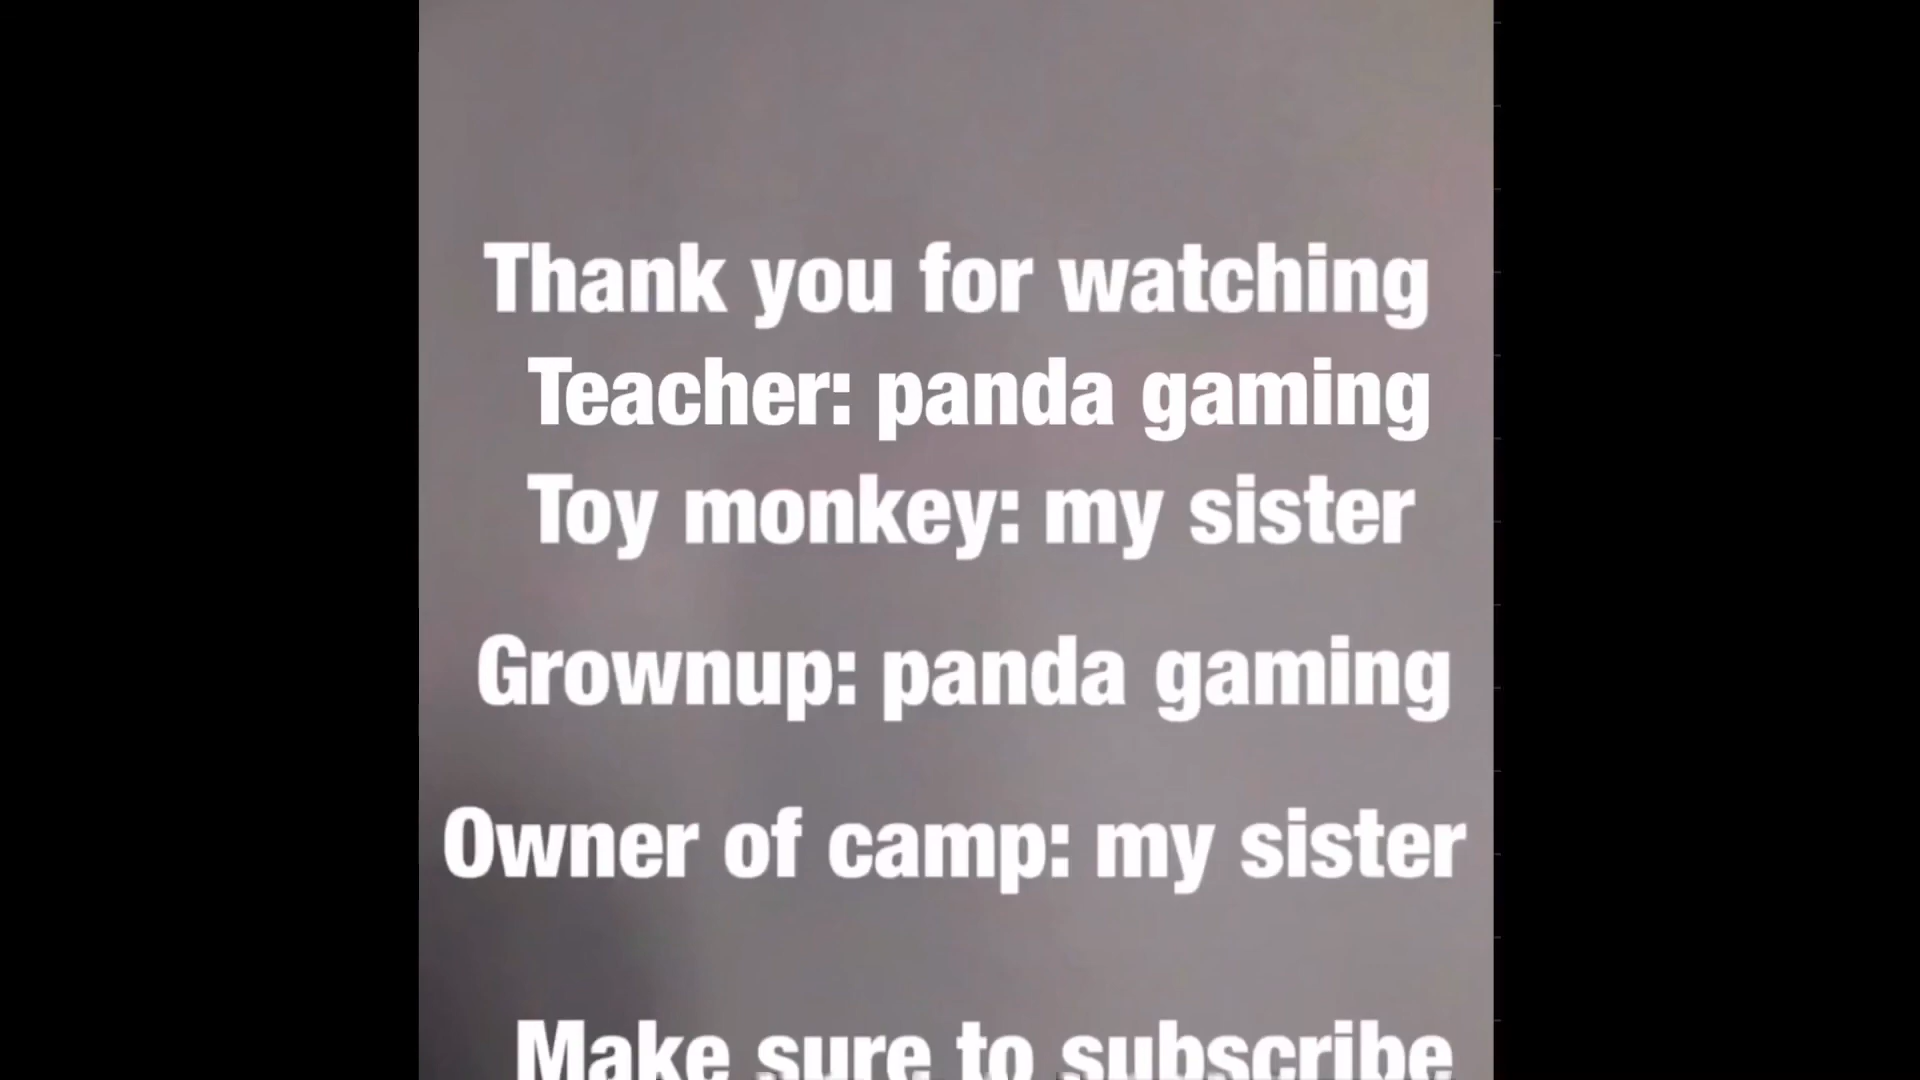 Thank you for watching
Teacher: panda gaming
Toy monkey: my sister
Grownup: panda gaming
Owner of camp: my sister
Make sure to subscribe